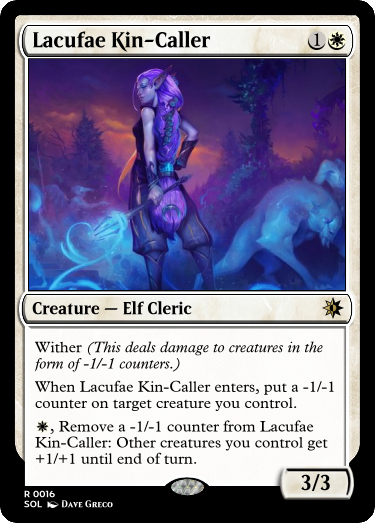 Lacufae Kin-Caller 1
Creature — Elf Cleric
Wither (This deals damage to creatures in the
form of -1/-1 counters.)
When Lacufae Kin-Caller enters, put a -1/-1
counter on target creature you control.
, Remove a -1/-1 counter from Lacufae
Kin-Caller: Other creatures you control get
+1/+1 until end of turn.
3/3
R 0016
SOL Dave Greco